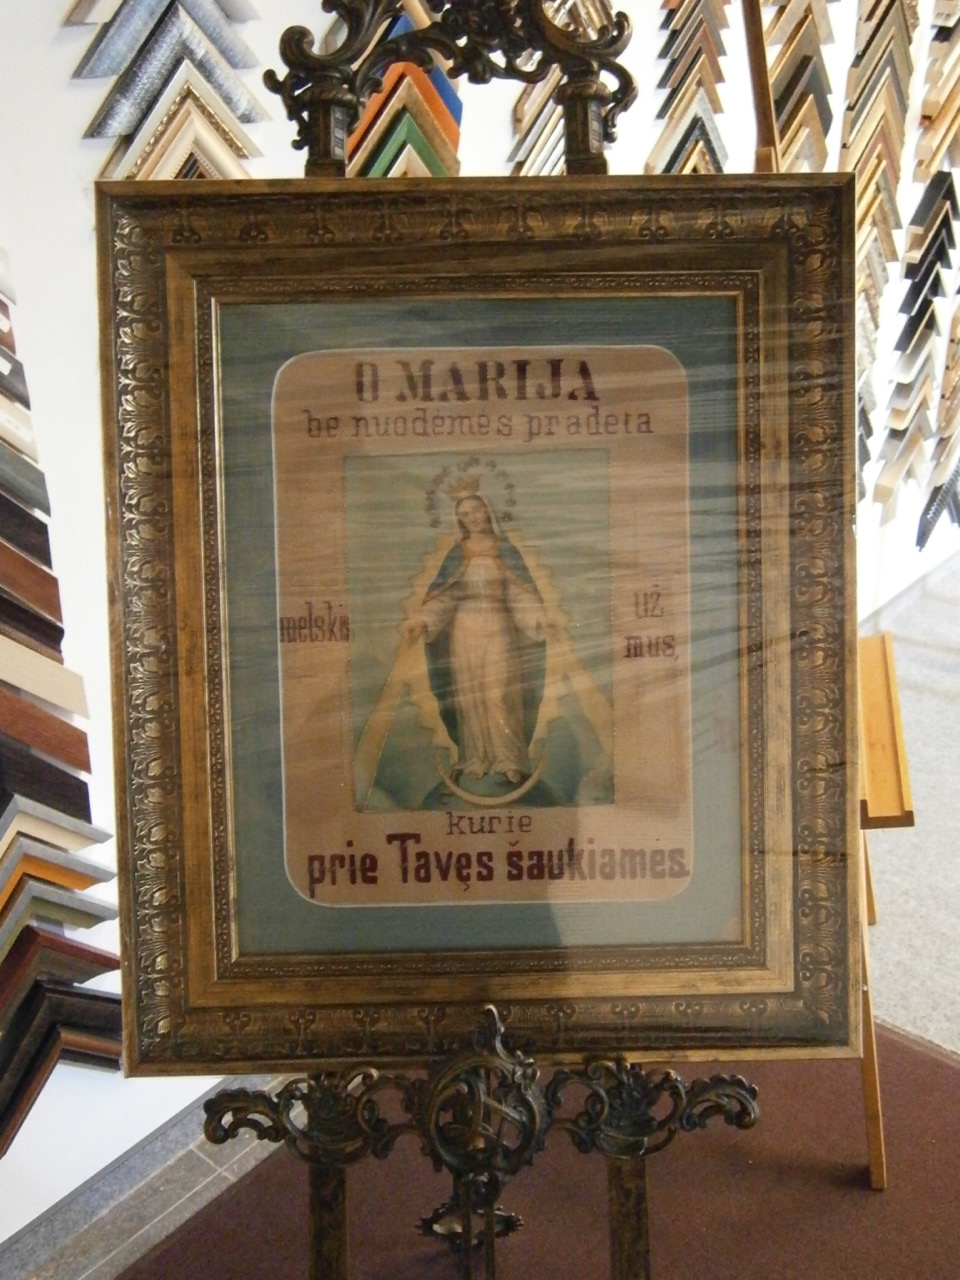 O MARIJA
be nuodėmės pradėta
melskis
už
mus,
kurie
prie Tavęs šaukiamės.